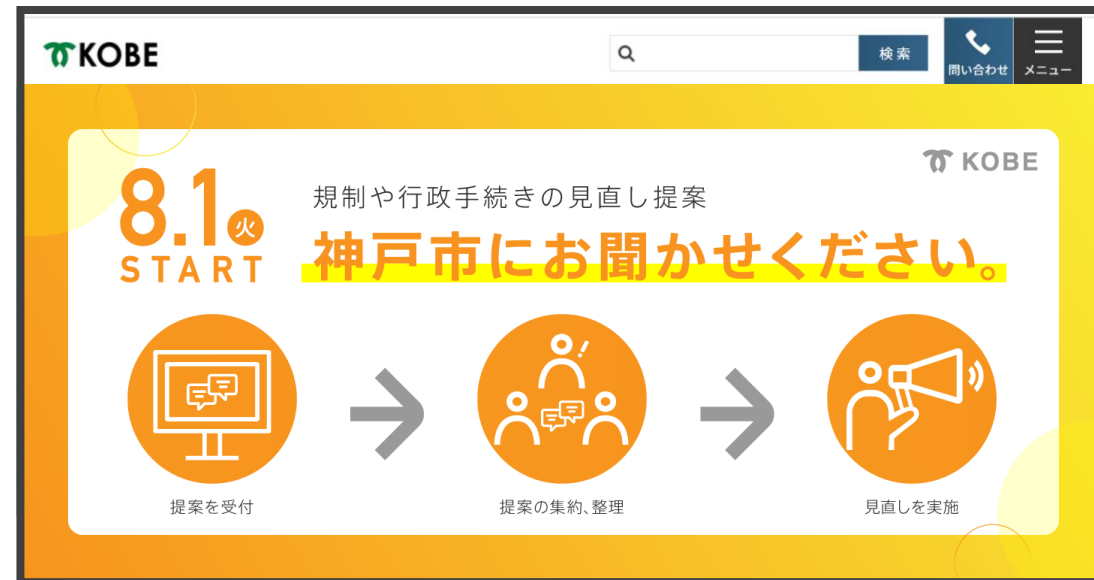 KOBE
検索
問い合わせ
メニュー
KOBE
8.1火
START
規制や行政手続きの見直し提案
神戸市にお聞かせください。
提案を受付
提案の集約、整理
見直しを実施